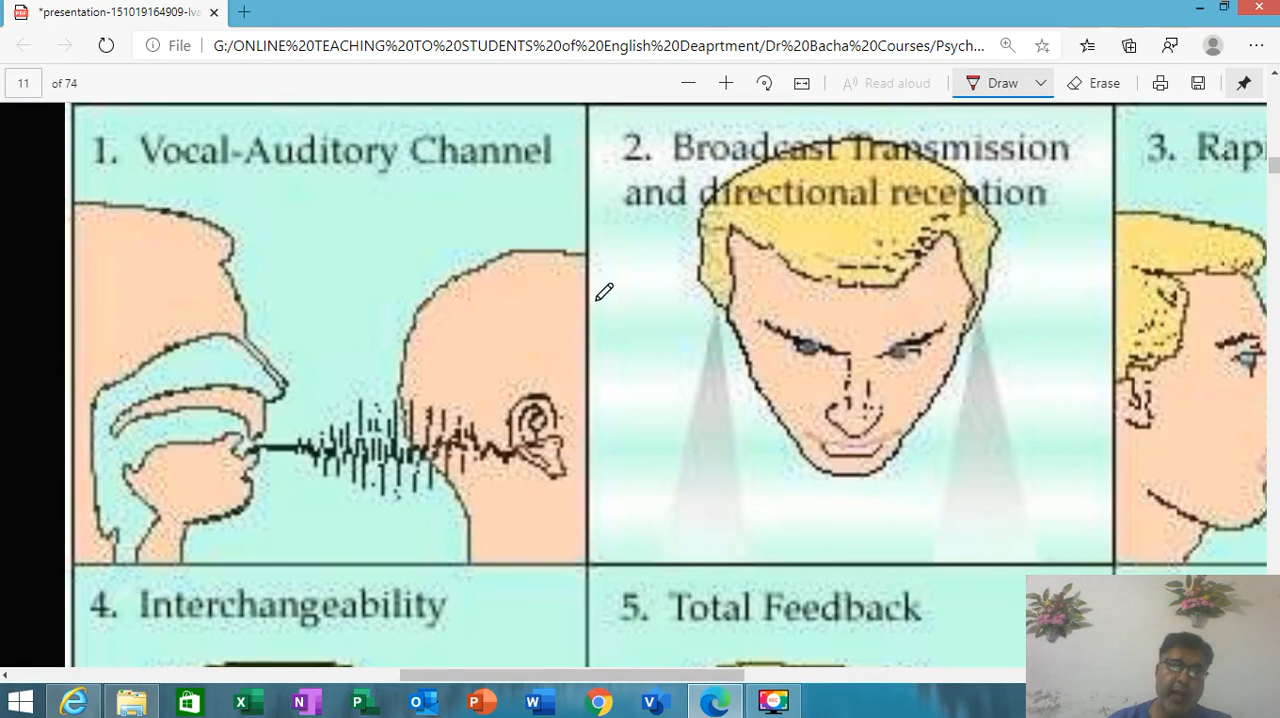 *presentation-151019164909-lva
File
G:/ONLINE%20TEACHING%20TO%20STUDENTS%20of%20English%20Deaprtment/Dr%20Bacha%20Courses/Psych...
11
of 74
Read aloud
Draw
Erase
1. Vocal-Auditory Channel
2. Broadcast Transmission
and directional reception
3. Rap
4. Interchangeability
5. Total Feedback